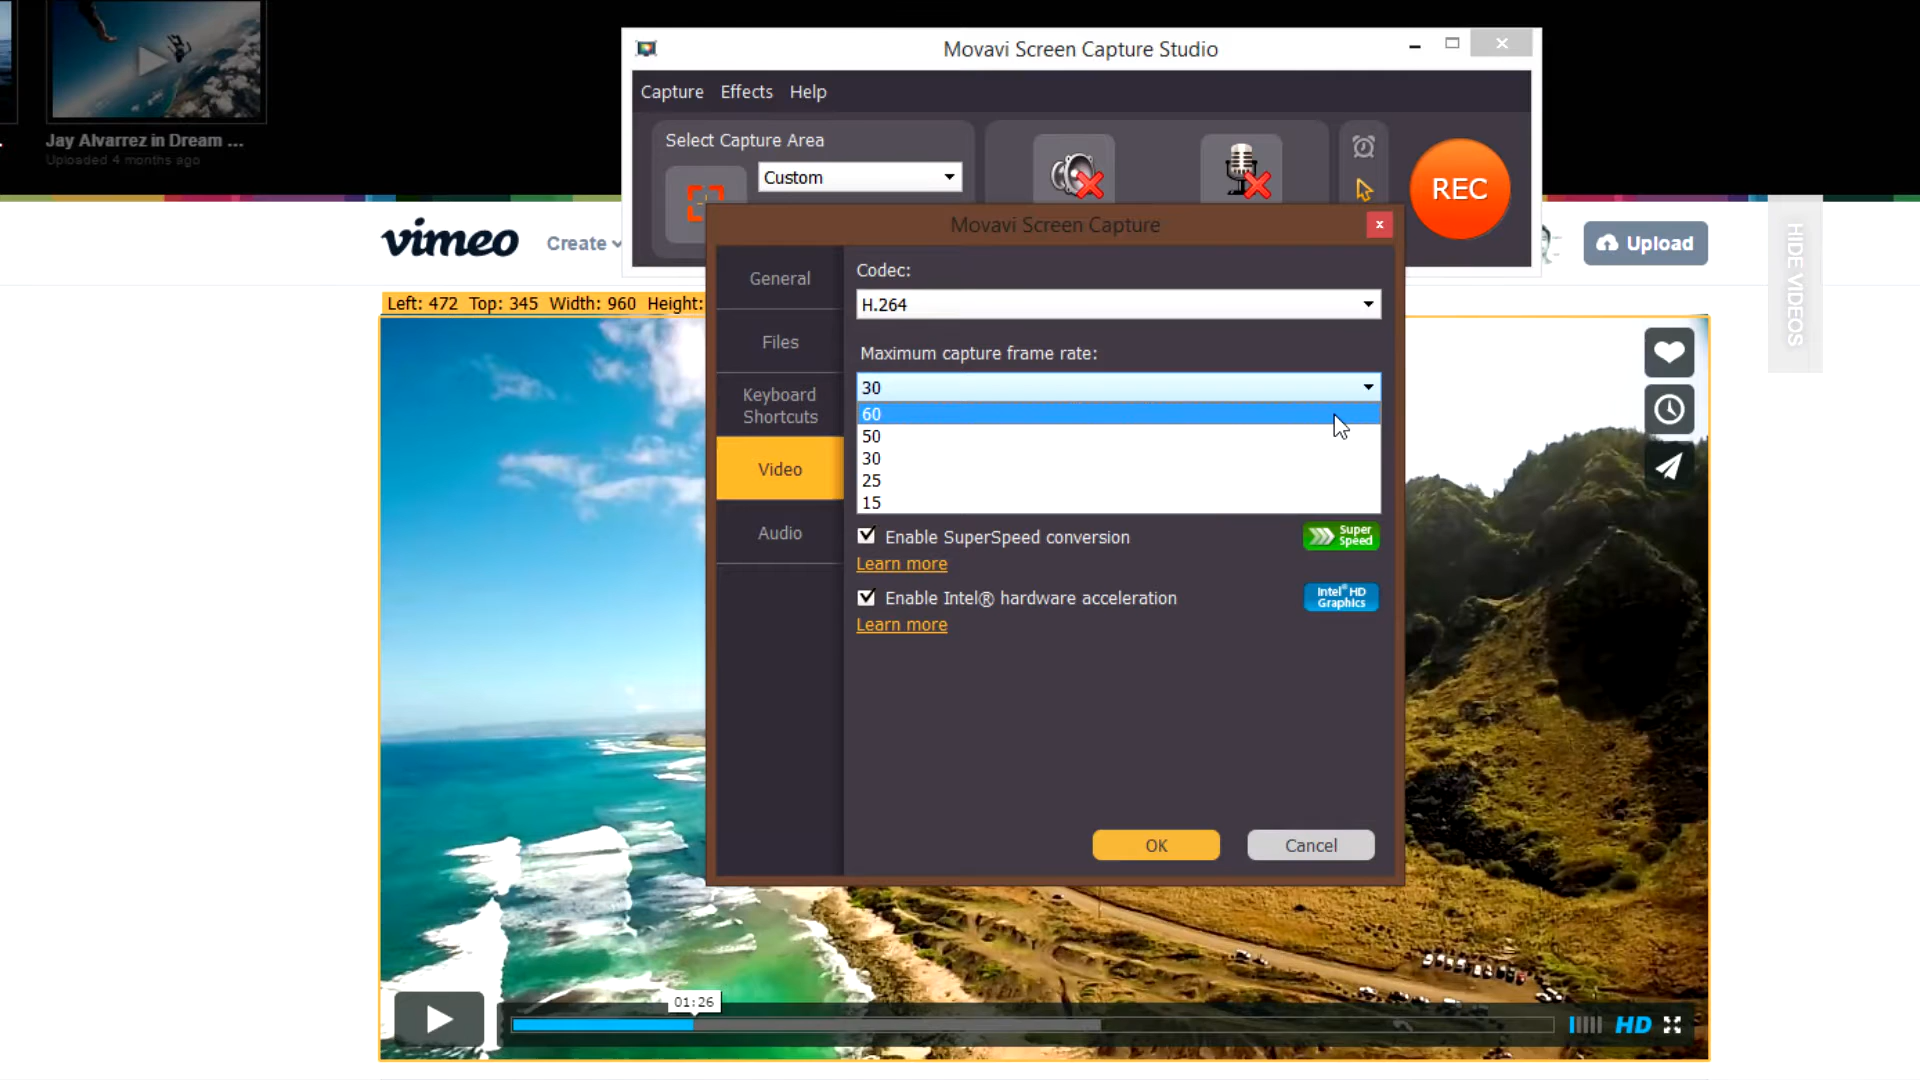 Jay Alvarrez in Dream ...
Uploaded 4 months ago
Movavi Screen Capture Studio
Capture Effects Help
Select Capture Area
Custom
REC
vimeo
Create
Upload
HIDE VIDEOS
Left: 472 Top: 345 Width: 960 Height:
Movavi Screen Capture
General
Files
Keyboard
Shortcuts
Video
Audio
Codec:
H.264
Maximum capture frame rate:
30
60
50
30
25
15
Enable SuperSpeed conversion
Super
Speed
Learn more
Enable Intel® hardware acceleration
Intel® HD
Graphics
Learn more
OK
Cancel
01:26
HD